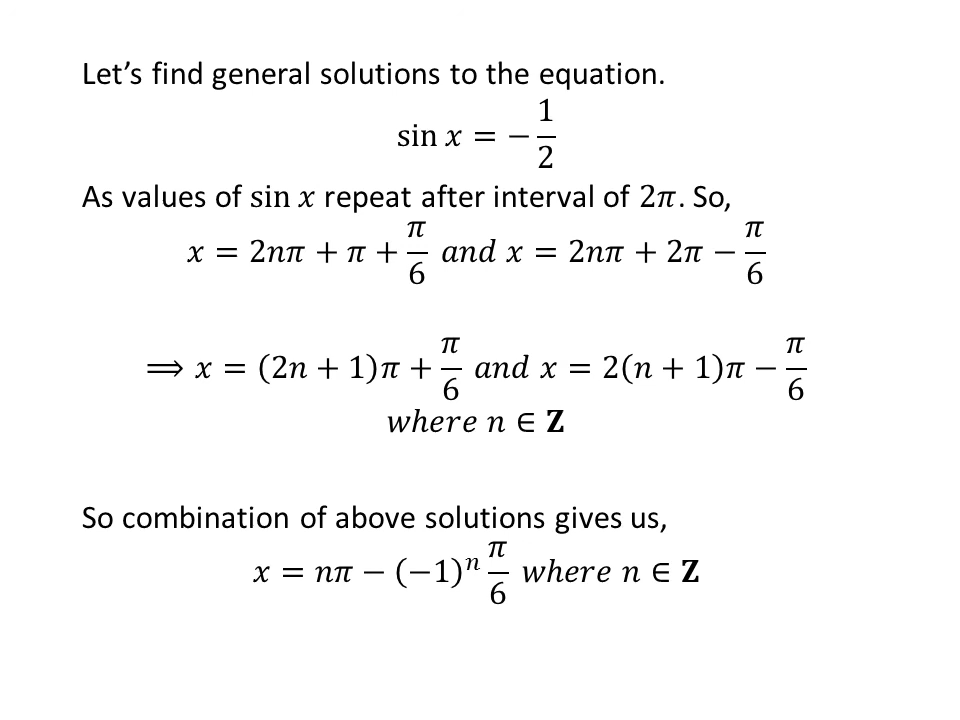 Let’s find general solutions to the equation.
sin 𝑥 = −1/2
As values of sin 𝑥 repeat after interval of 2𝜋. So,
𝑥 = 2𝑛𝜋 + 𝜋 + 𝜋/6 𝑎𝑛𝑑 𝑥 = 2𝑛𝜋 + 2𝜋 − 𝜋/6
⟹ 𝑥 = (2𝑛 + 1)𝜋 + 𝜋/6 𝑎𝑛𝑑 𝑥 = 2(𝑛 + 1)𝜋 − 𝜋/6
𝑤ℎ𝑒𝑟𝑒 𝑛 ∈ 𝐙
So combination of above solutions gives us,
𝑥 = 𝑛𝜋 − (−1)^𝑛 𝜋/6 𝑤ℎ𝑒𝑟𝑒 𝑛 ∈ 𝐙